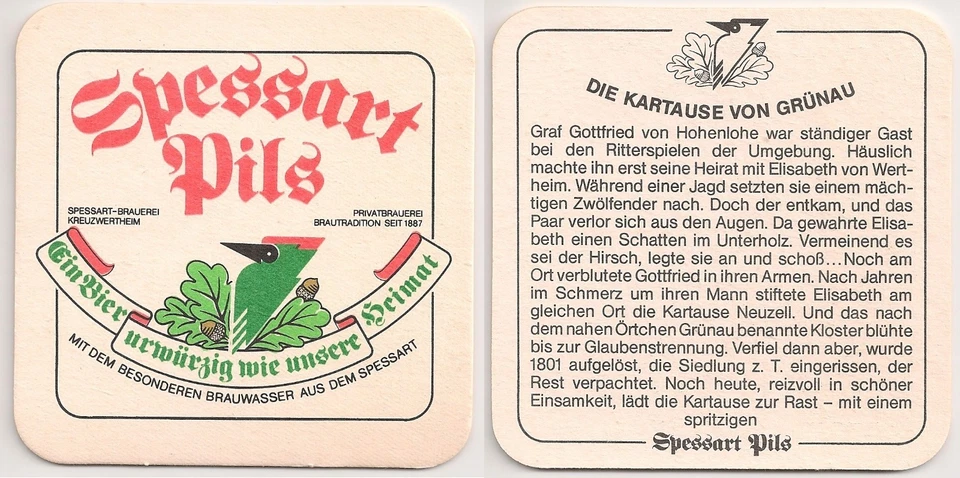 Spessart
Pils
SPESSART-BRAUEREI
KREUZWERTHEIM
PRIVATBRAUEREI
BRAUTRADITION SEIT 1887
Ein Bier
urwürzig wie unsere
Heimat
MIT DEM BESONDEREN BRAUWASSER AUS DEM SPESSART
DIE KARTAUSE VON GRÜNAU
Graf Gottfried von Hohenlohe war ständiger Gast
bei den Ritterspielen der Umgebung. Häuslich
machte ihn erst seine Heirat mit Elisabeth von Wert-
heim. Während einer Jagd setzten sie einem mäch-
tigen Zwölfender nach. Doch der entkam, und das
Paar verlor sich aus den Augen. Da gewahrte Elisa-
beth einen Schatten im Unterholz. Vermeinend es
sei der Hirsch, legte sie an und schoß...Noch am
Ort verblutete Gottfried in ihren Armen. Nach Jahren
im Schmerz um ihren Mann stiftete Elisabeth am
gleichen Ort die Kartause Neuzell. Und das nach
dem nahen Örtchen Grünau benannte Kloster blühte
bis zur Glaubenstrennung. Verfiel dann aber, wurde
1801 aufgelöst, die Siedlung z. T. eingerissen, der
Rest verpachtet. Noch heute, reizvoll in schöner
Einsamkeit, lädt die Kartause zur Rast – mit einem
spritzigen
Spessart Pils